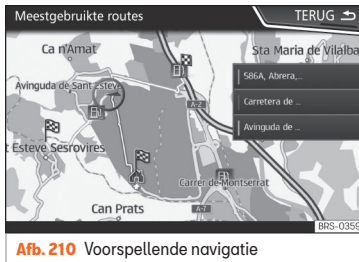 Meestgebruikte routes
TERUG
Ca n'Amat
Sta Maria de Vilalba
586A, Abrera,..
Avinguda de Sant Esteve
Carretera de ..
A-2
Avinguda de ..
t Esteve Sesrovires
Carrer de Montserrat
Can Prats
A-7
BRS-0359
Afb. 210 Voorspellende navigatie